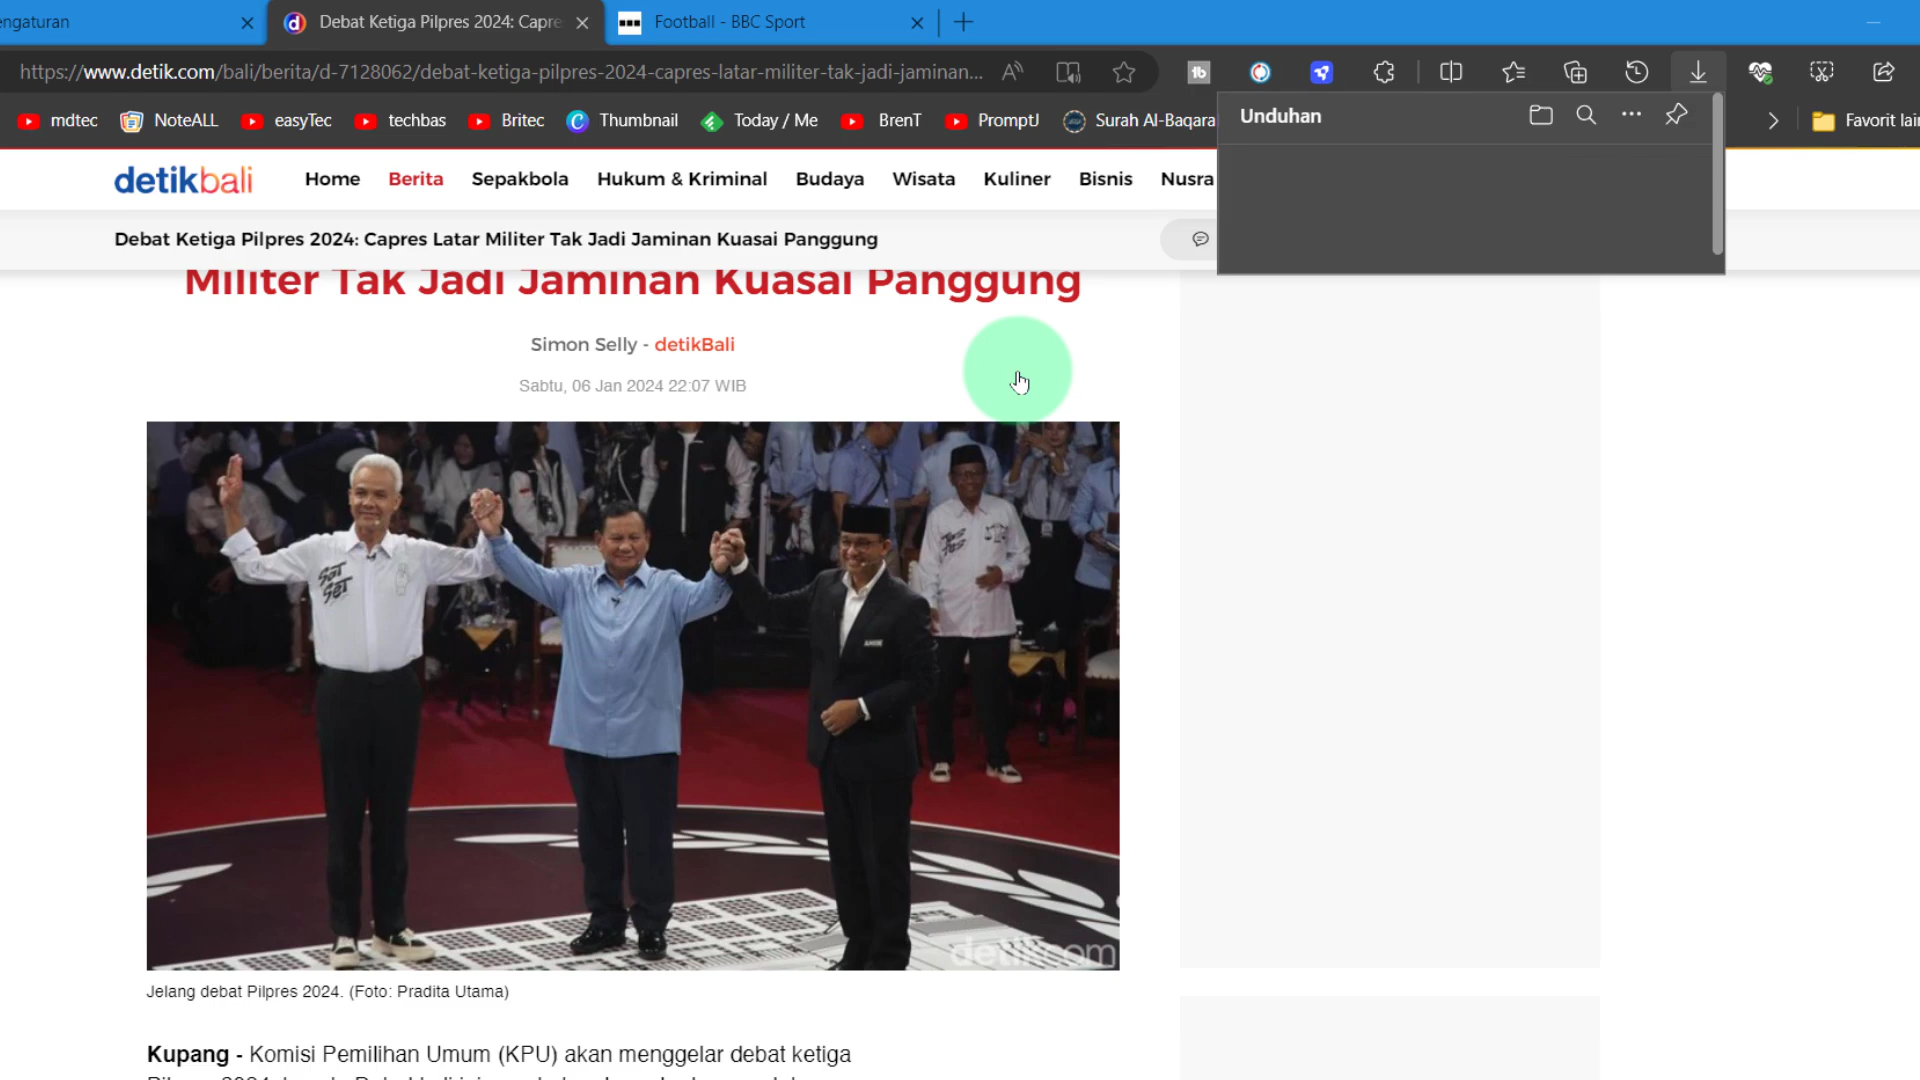 engaturan
Debat Ketiga Pilpres 2024: Capre
Football - BBC Sport
https://www.detik.com/bali/berita/d-7128062/debat-ketiga-pilpres-2024-capres-latar-militer-tak-jadi-jaminan...
mdtec
NoteALL
easyTec
techbas
Britec
Thumbnail
Today / Me
BrenT
PromptJ
Surah Al-Baqara
Favorit lain
Unduhan
detikbali
Home
Berita
Sepakbola
Hukum & Kriminal
Budaya
Wisata
Kuliner
Bisnis
Nusra
Debat Ketiga Pilpres 2024: Capres Latar Militer Tak Jadi Jaminan Kuasai Panggung
Militer Tak Jadi Jaminan Kuasai Panggung
Simon Selly - detikBali
Sabtu, 06 Jan 2024 22:07 WIB
Sat
Set
detikcom
Jelang debat Pilpres 2024. (Foto: Pradita Utama)
Kupang - Komisi Pemilihan Umum (KPU) akan menggelar debat ketiga